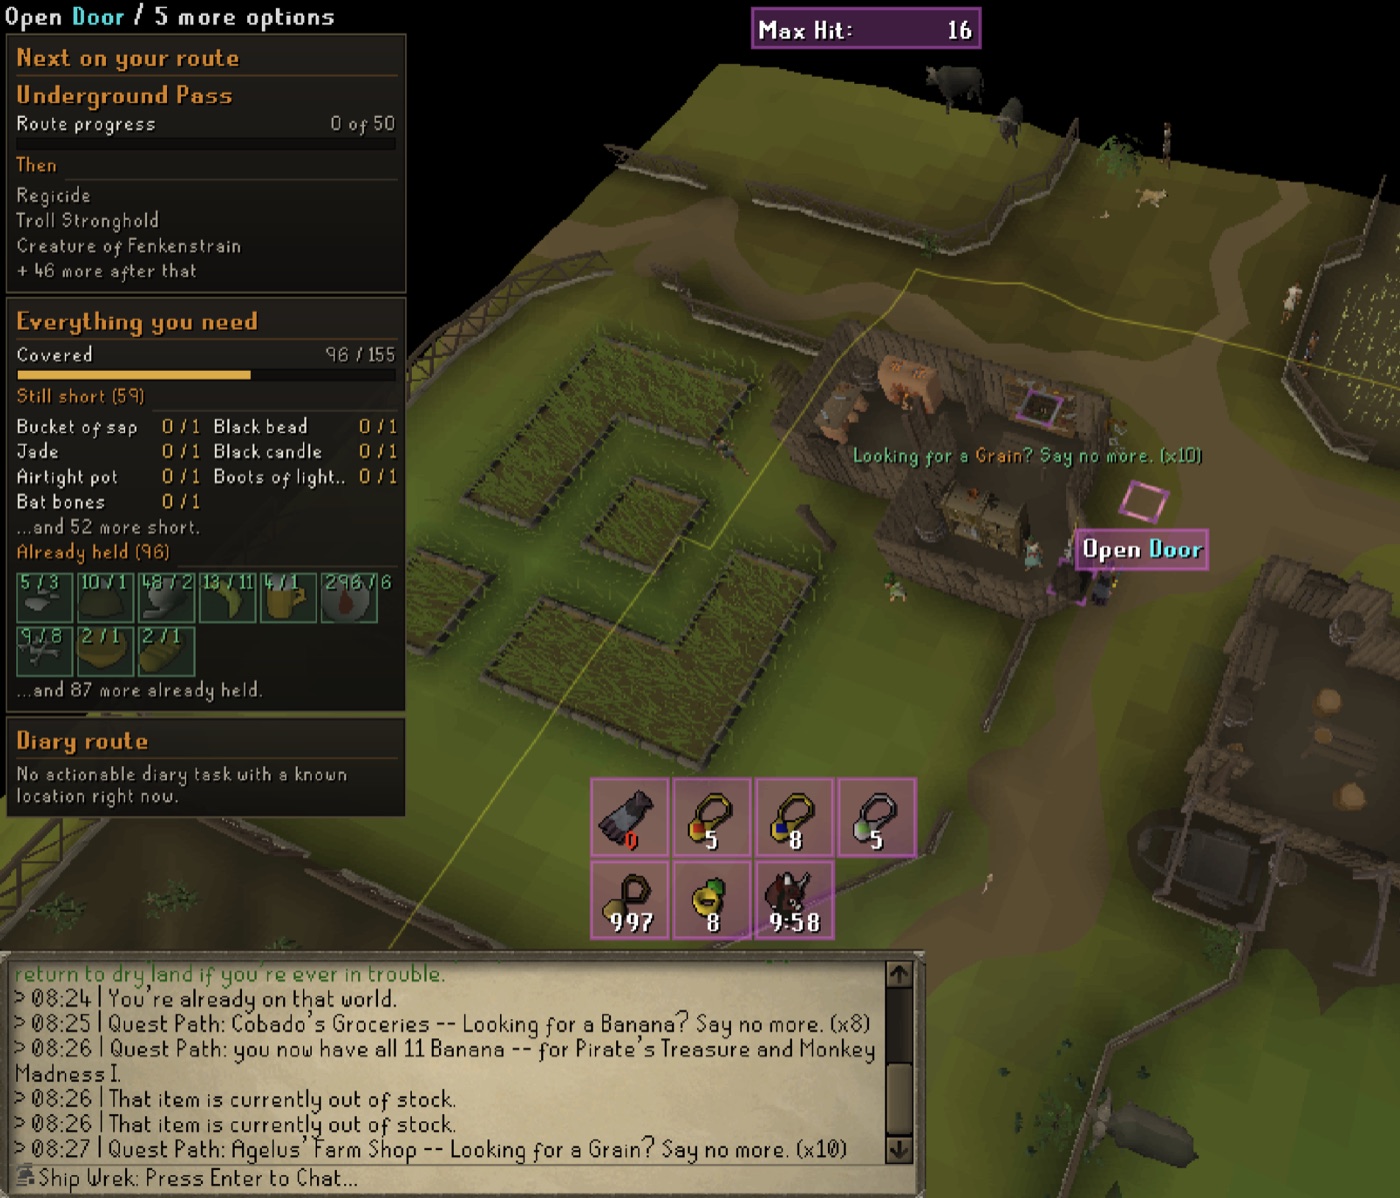 Open Door / 5 more options
Max Hit: 16
Next on your route
Underground Pass
Route progress 0 of 50
Then
Regicide
Troll Stronghold
Creature of Fenkenstrain
+ 46 more after that
Everything you need
Covered 96 / 155
Still short (59)
Bucket of sap 0 / 1 Black bead 0 / 1
Jade 0 / 1 Black candle 0 / 1
Airtight pot 0 / 1 Boots of light.. 0 / 1
Bat bones 0 / 1
...and 52 more short.
Already held (96)
5 / 3 10 / 1 48 / 2 13 / 11 4 / 1 296 / 6
9 / 8 2 / 1 2 / 1
...and 87 more already held.
Diary route
No actionable diary task with a known
location right now.
Looking for a Grain? Say no more. (x10)
Open Door
0 5 8 5
997 8 9:58
return to dry land if you're ever in trouble.
> 08:24 | You're already on that world.
> 08:25 | Quest Path: Cobado's Groceries -- Looking for a Banana? Say no more. (x8)
> 08:26 | Quest Path: you now have all 11 Banana -- for Pirate's Treasure and Monkey
Madness I.
> 08:26 | That item is currently out of stock.
> 08:26 | That item is currently out of stock.
> 08:27 | Quest Path: Agelus' Farm Shop -- Looking for a Grain? Say no more. (x10)
Ship Wrek: Press Enter to Chat...